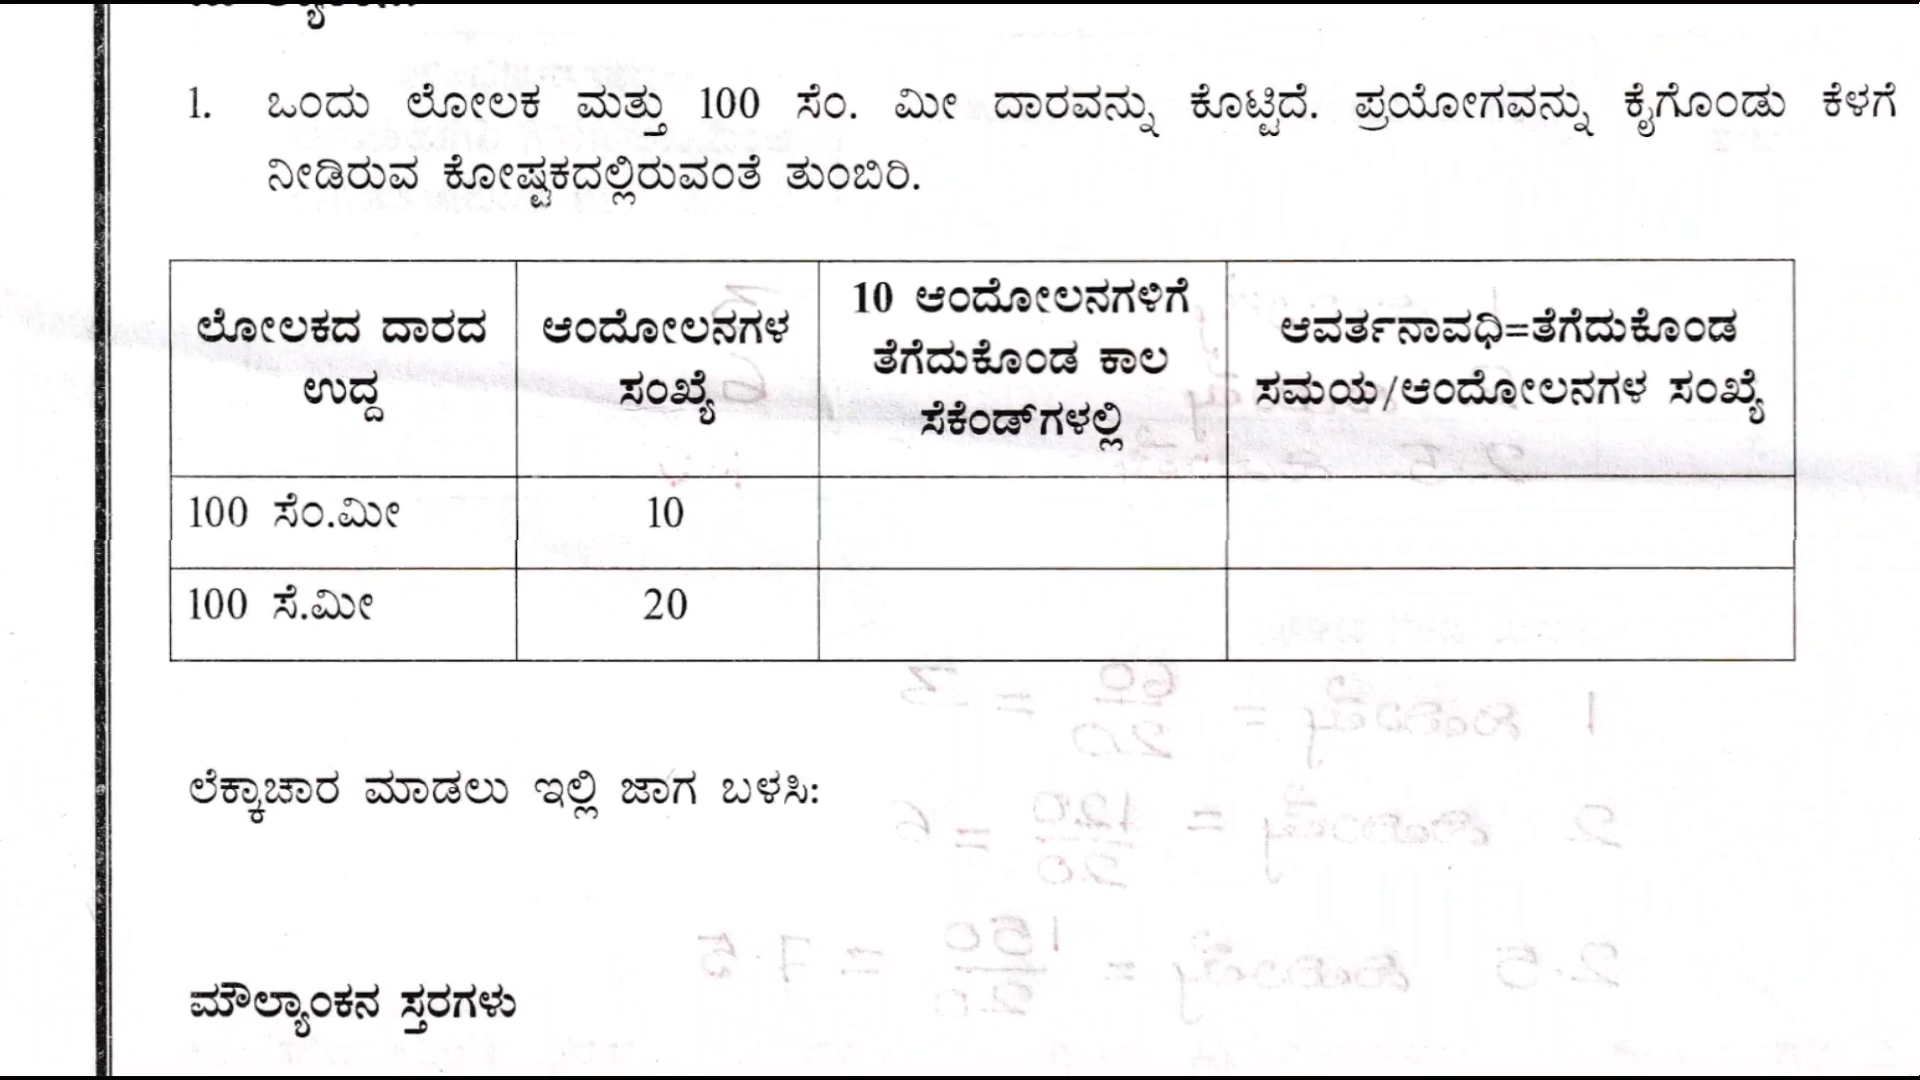 1. ಒಂದು ಲೋಲಕ ಮತ್ತು 100 ಸೆಂ. ಮೀ ದಾರವನ್ನು ಕೊಟ್ಟಿದೆ. ಪ್ರಯೋಗವನ್ನು ಕೈಗೊಂಡು ಕೆಳಗೆ
ನೀಡಿರುವ ಕೋಷ್ಟಕದಲ್ಲಿರುವಂತೆ ತುಂಬಿರಿ.
ಲೋಲಕದ ದಾರದ
ಉದ್ದ
ಆಂದೋಲನಗಳ
ಸಂಖ್ಯೆ
10 ಆಂದೋಲನಗಳಿಗೆ
ತೆಗೆದುಕೊಂಡ ಕಾಲ
ಸೆಕೆಂಡ್‌ಗಳಲ್ಲಿ
ಆವರ್ತನಾವಧಿ=ತೆಗೆದುಕೊಂಡ
ಸಮಯ/ಆಂದೋಲನಗಳ ಸಂಖ್ಯೆ
100 ಸೆಂ.ಮೀ 10
100 ಸೆ.ಮೀ 20
ಲೆಕ್ಕಾಚಾರ ಮಾಡಲು ಇಲ್ಲಿ ಜಾಗ ಬಳಸಿ:
ಮೌಲ್ಯಾಂಕನ ಸ್ತರಗಳು